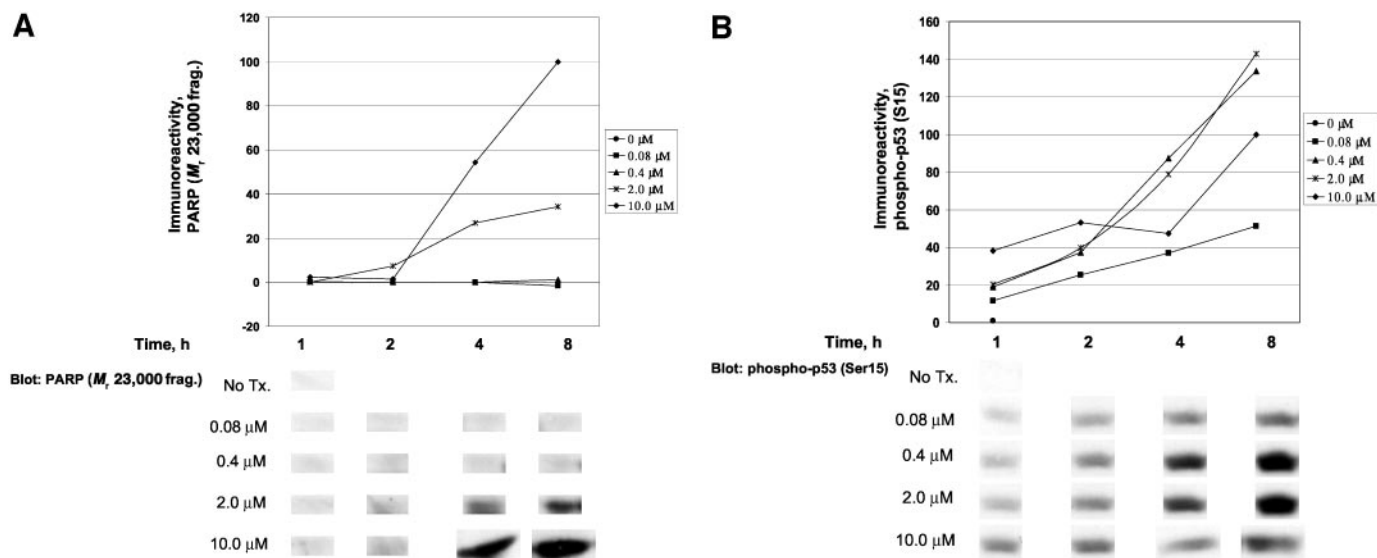 A
Immunoreactivity,
PARP (Mr 23,000 frag.)
120
100
80
60
40
20
0
-20
0 µM
0.08 µM
0.4 µM
2.0 µM
10.0 µM
Time, h
1 2 4 8
Blot: PARP (Mr 23,000 frag.)
No Tx.
0.08 µM
0.4 µM
2.0 µM
10.0 µM
B
Immunoreactivity,
phospho-p53 (S15)
160
140
120
100
80
60
40
20
0
0 µM
0.08 µM
0.4 µM
2.0 µM
10.0 µM
Time, h
1 2 4 8
Blot: phospho-p53 (Ser15)
No Tx.
0.08 µM
0.4 µM
2.0 µM
10.0 µM